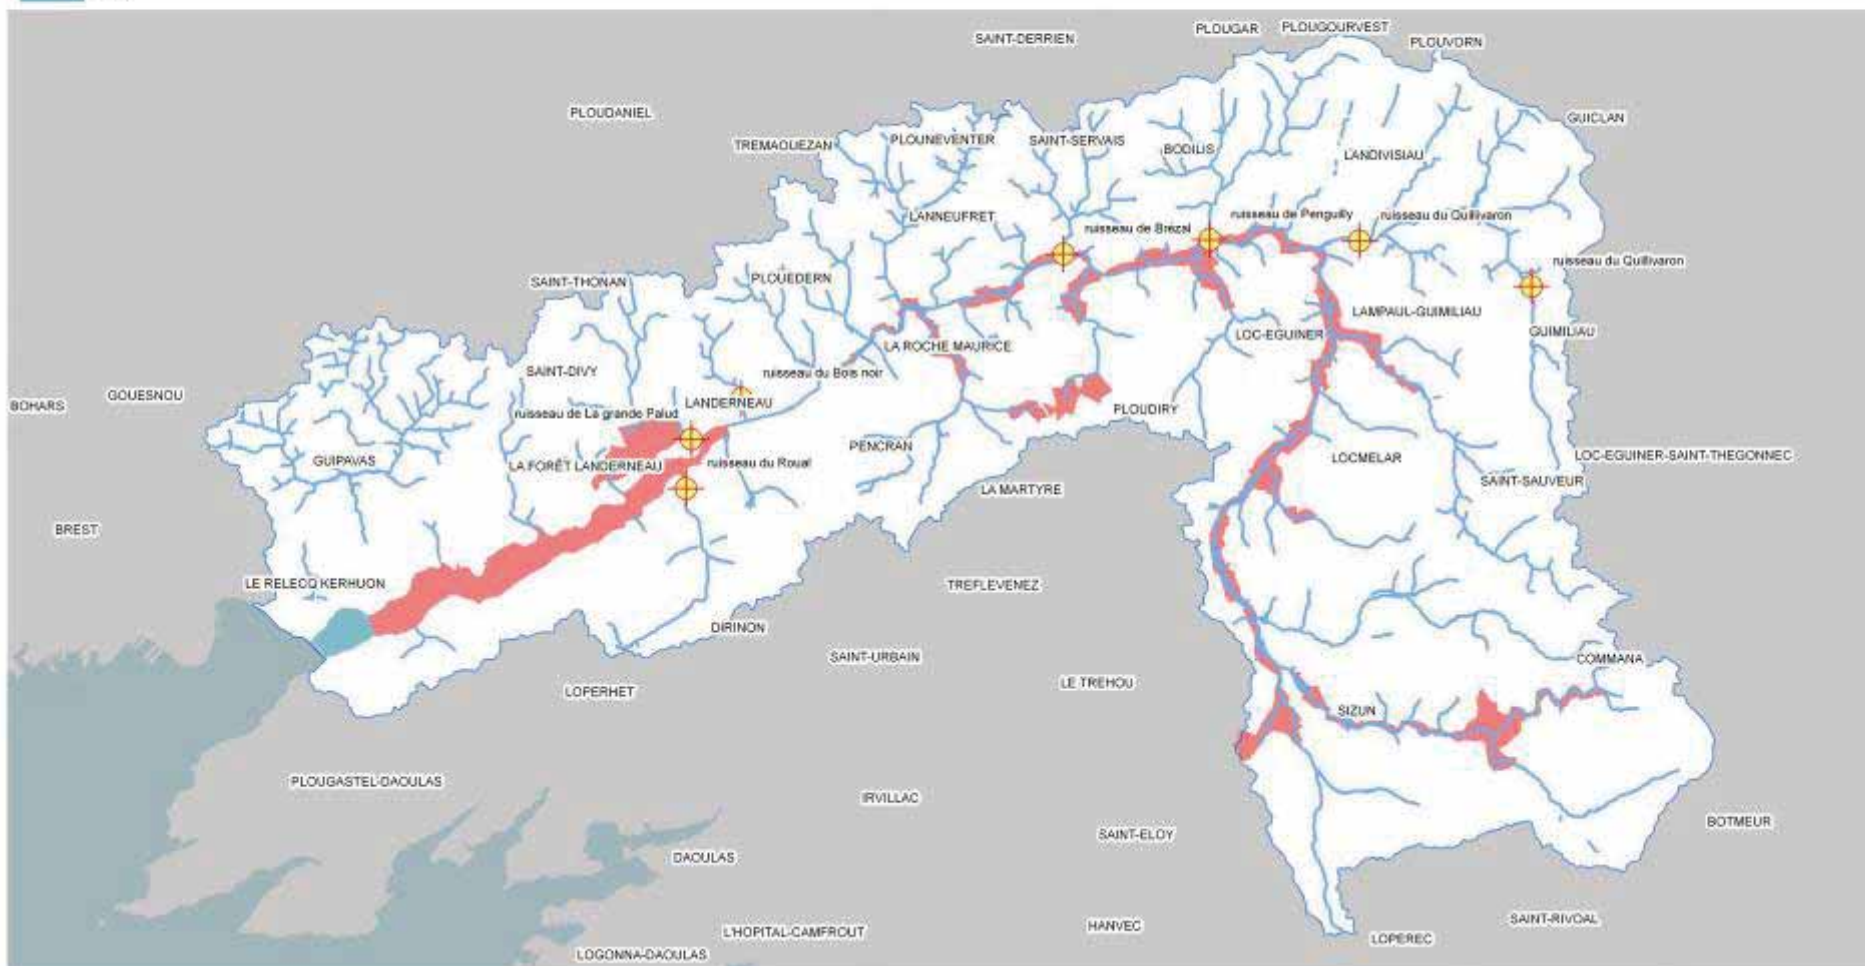 PLOUGAR
PLOUGOURVEST
SAINT-DERRIEN
PLOUVORN
PLOUDANIEL
GUICLAN
TREMAOUEZAN
PLOUNEVENTER
SAINT-SERVAIS
BODILIS
LANDIVISIAU
LANNEUFRET
ruisseau de Brézal
ruisseau de Penguilly
ruisseau du Quillivaron
ruisseau du Quillivaron
SAINT-THONAN
PLOUEDERN
LAMPAUL-GUIMILIAU
GUIMILIAU
LOC-EGUINER
LA ROCHE MAURICE
SAINT-DIVY
ruisseau du Bois noir
GOUESNOU
BOHARS
LANDERNEAU
ruisseau de La grande Palud
PLOUDIRY
PENCRAN
GUIPAVAS
LA FORÊT LANDERNEAU
ruisseau du Roual
LOCMELAR
LOC-EGUINER-SAINT-THEGONNEC
SAINT-SAUVEUR
LA MARTYRE
BREST
LE RELECQ KERHUON
TREFLEVENEZ
DIRINON
SAINT-URBAIN
COMMANA
LOPERHET
LE TREHOU
SIZUN
PLOUGASTEL-DAOULAS
IRVILLAC
BOTMEUR
SAINT-ELOY
DAOULAS
SAINT-RIVOAL
HANVEC
L'HOPITAL-CAMFROUT
LOPEREC
LOGONNA-DAOULAS